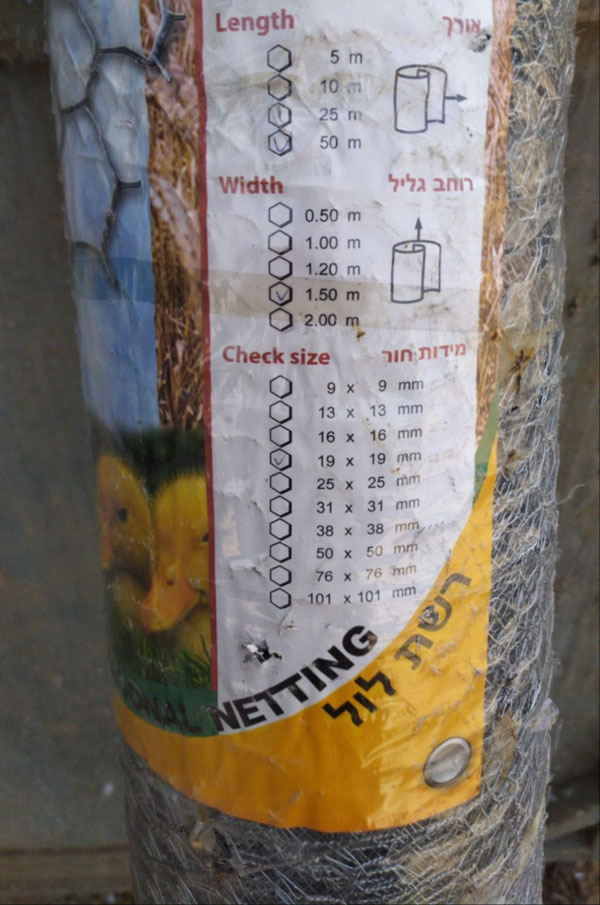 Length אורך
5 m
10 m
25 m
50 m
Width רוחב גליל
0.50 m
1.00 m
1.20 m
1.50 m
2.00 m
Check size מידות חור
9 x 9 mm
13 x 13 mm
16 x 16 mm
19 x 19 mm
25 x 25 mm
31 x 31 mm
38 x 38 mm
50 x 50 mm
76 x 76 mm
101 x 101 mm
NETTING
רשת לול